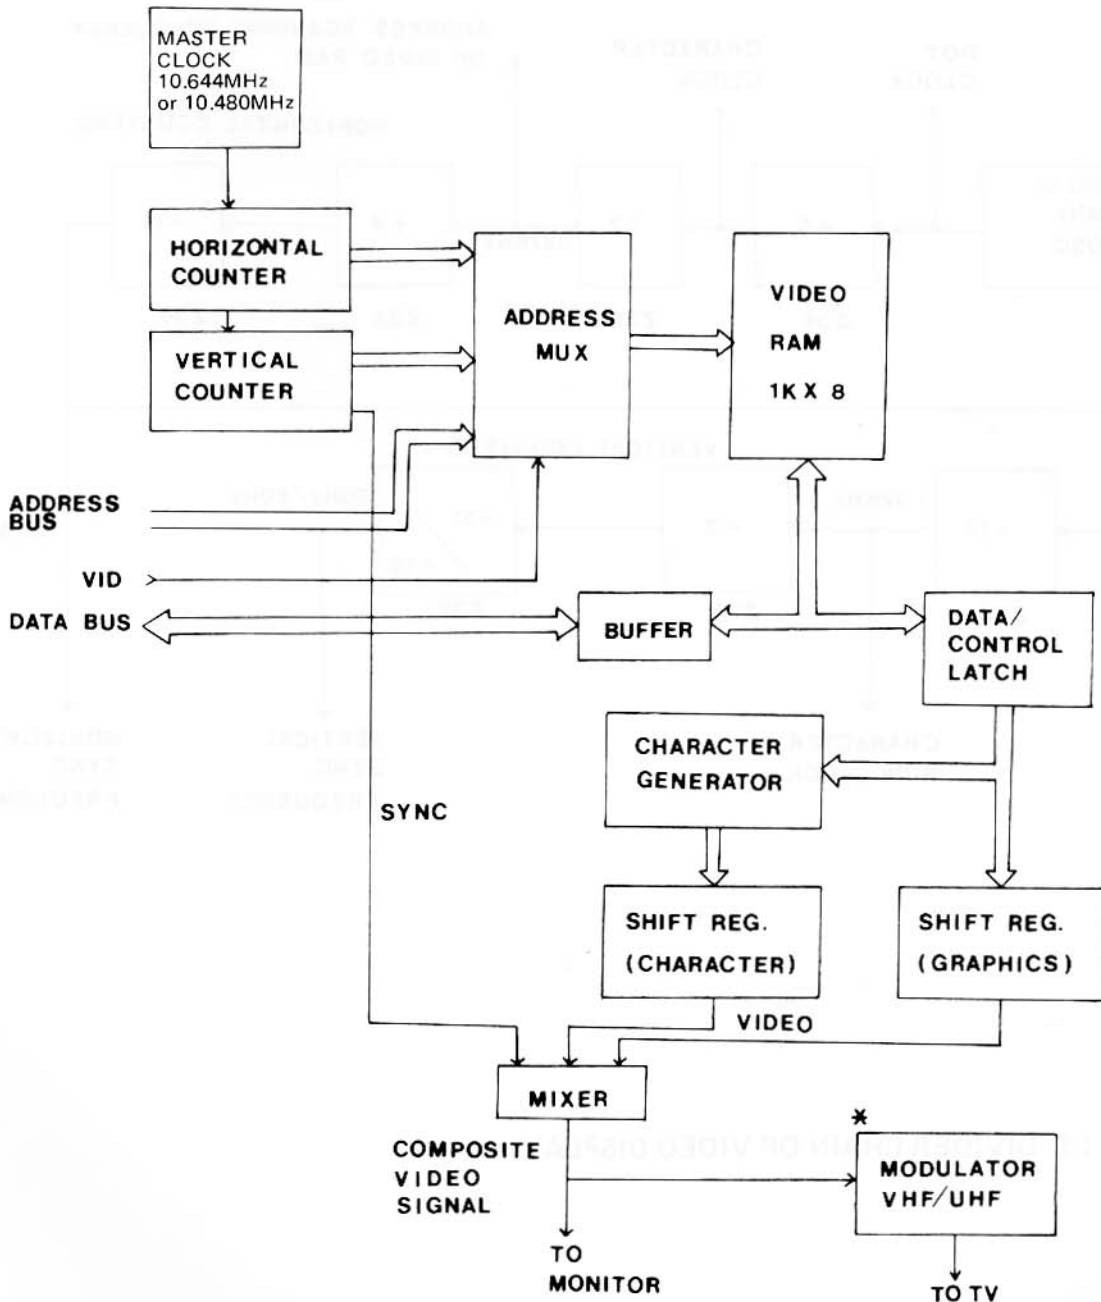 MASTER
CLOCK
10.644MHz
or 10.480MHz
HORIZONTAL
COUNTER
VERTICAL
COUNTER
ADDRESS
MUX
VIDEO
RAM
1K X 8
ADDRESS
BUS
VID
DATA BUS
BUFFER
DATA/
CONTROL
LATCH
CHARACTER
GENERATOR
SYNC
SHIFT REG.
(CHARACTER)
SHIFT REG.
(GRAPHICS)
VIDEO
MIXER
*
COMPOSITE
VIDEO
SIGNAL
MODULATOR
VHF/UHF
TO
MONITOR
TO TV